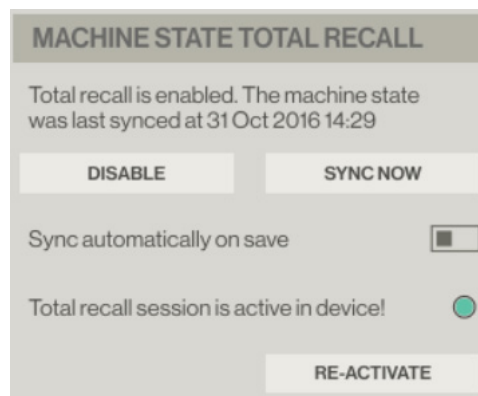 MACHINE STATE TOTAL RECALL
Total recall is enabled. The machine state
was last synced at 31 Oct 2016 14:29
DISABLE
SYNC NOW
Sync automatically on save
Total recall session is active in device!
RE-ACTIVATE